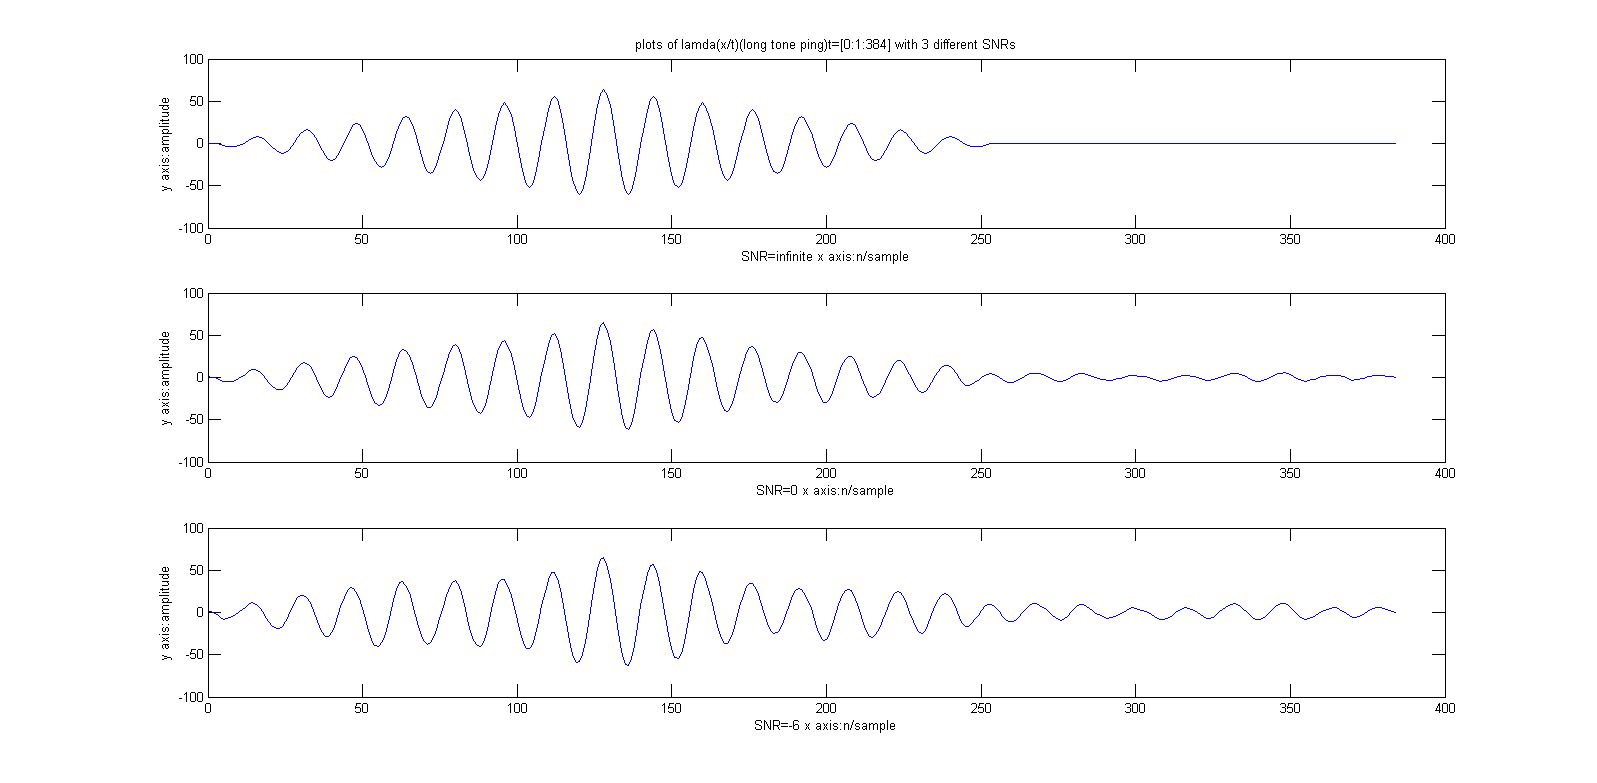 plots of lamda(x/t)(long tone ping)t=[0:1:384] with 3 different SNRs
100
50
0
-50
-100
y axis:amplitude
0 50 100 150 200 250 300 350 400
SNR=infinite x axis:n/sample
100
50
0
-50
-100
y axis:amplitude
0 50 100 150 200 250 300 350 400
SNR=0 x axis:n/sample
100
50
0
-50
-100
y axis:amplitude
0 50 100 150 200 250 300 350 400
SNR=-6 x axis:n/sample